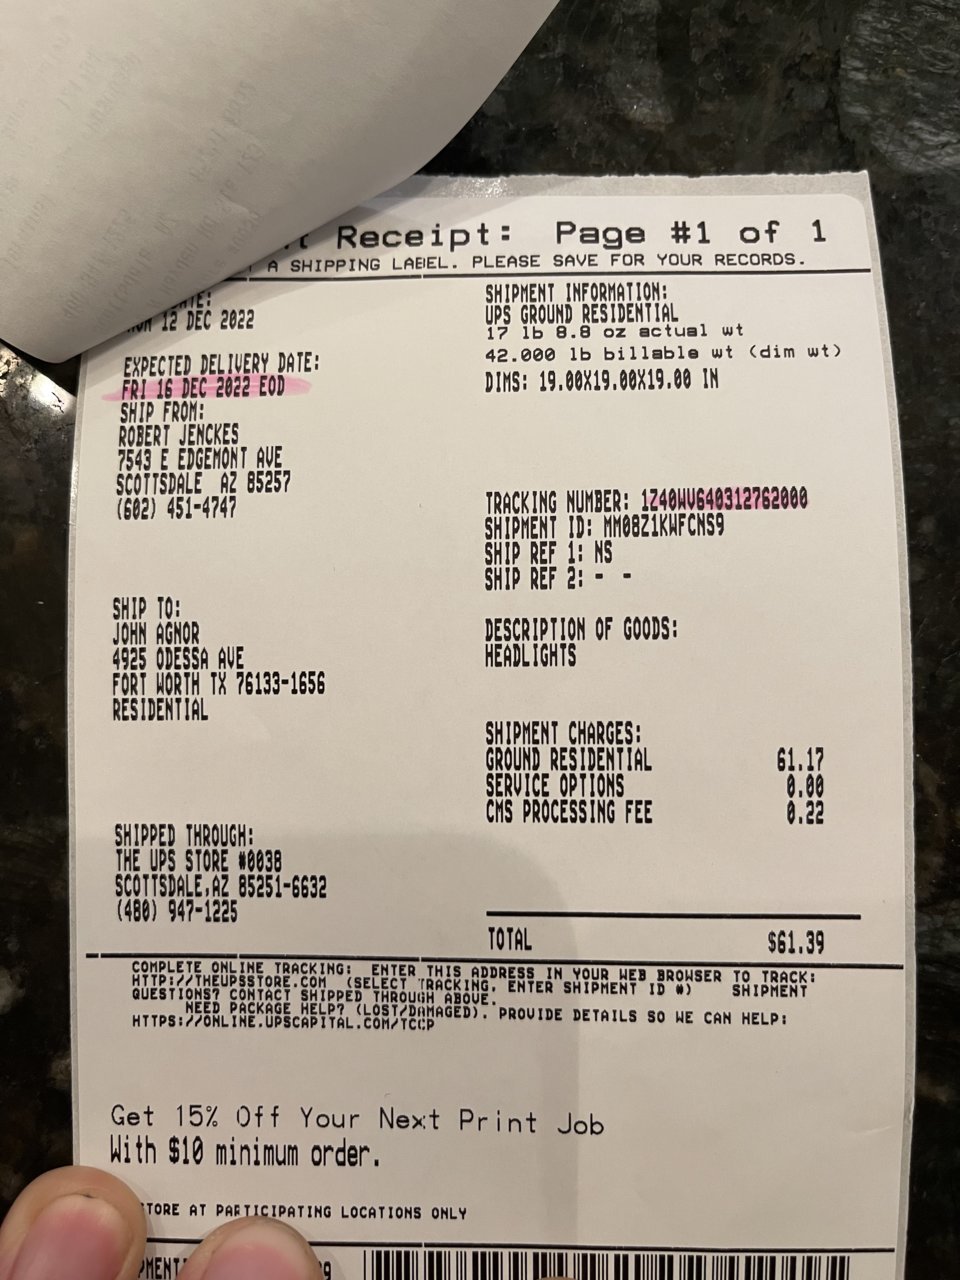 Receipt: Page #1 of 1
A SHIPPING LABEL. PLEASE SAVE FOR YOUR RECORDS.
12 DEC 2022
EXPECTED DELIVERY DATE:
FRI 16 DEC 2022 EOD
SHIP FROM:
ROBERT JENCKES
7543 E EDGEMONT AVE
SCOTTSDALE AZ 85257
(602) 451-4747
SHIP TO:
JOHN AGNOR
4925 ODESSA AVE
FORT WORTH TX 76133-1656
RESIDENTIAL
SHIPPED THROUGH:
THE UPS STORE #0038
SCOTTSDALE,AZ 85251-6632
(480) 947-1225
SHIPMENT INFORMATION:
UPS GROUND RESIDENTIAL
17 lb 8.8 oz actual wt
42.000 lb billable wt (dim wt)
DIMS: 19.00X19.00X19.00 IN
TRACKING NUMBER: 1Z40WV640312762000
SHIPMENT ID: MM08Z1KWFCNS9
SHIP REF 1: NS
SHIP REF 2: - -
DESCRIPTION OF GOODS:
HEADLIGHTS
SHIPMENT CHARGES:
GROUND RESIDENTIAL 61.17
SERVICE OPTIONS 0.00
CMS PROCESSING FEE 0.22
TOTAL $61.39
COMPLETE ONLINE TRACKING: ENTER THIS ADDRESS IN YOUR WEB BROWSER TO TRACK:
HTTP://THEUPSSTORE.COM (SELECT TRACKING, ENTER SHIPMENT ID #) SHIPMENT
QUESTIONS? CONTACT SHIPPED THROUGH ABOVE.
NEED PACKAGE HELP? (LOST/DAMAGED). PROVIDE DETAILS SO WE CAN HELP:
HTTPS://ONLINE.UPSCAPITAL.COM/TCCP
Get 15% Off Your Next Print Job
With $10 minimum order.
STORE AT PARTICIPATING LOCATIONS ONLY